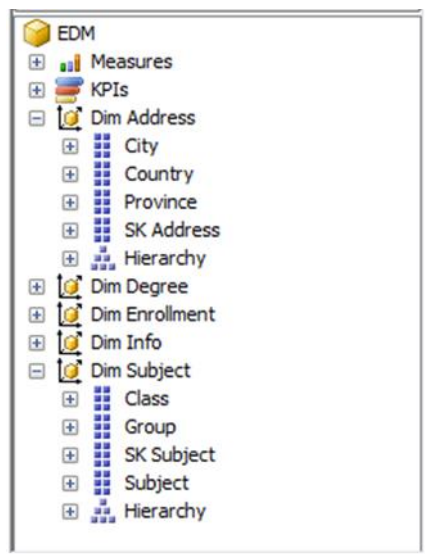 EDM
Measures
KPIs
Dim Address
City
Country
Province
SK Address
Hierarchy
Dim Degree
Dim Enrollment
Dim Info
Dim Subject
Class
Group
SK Subject
Subject
Hierarchy